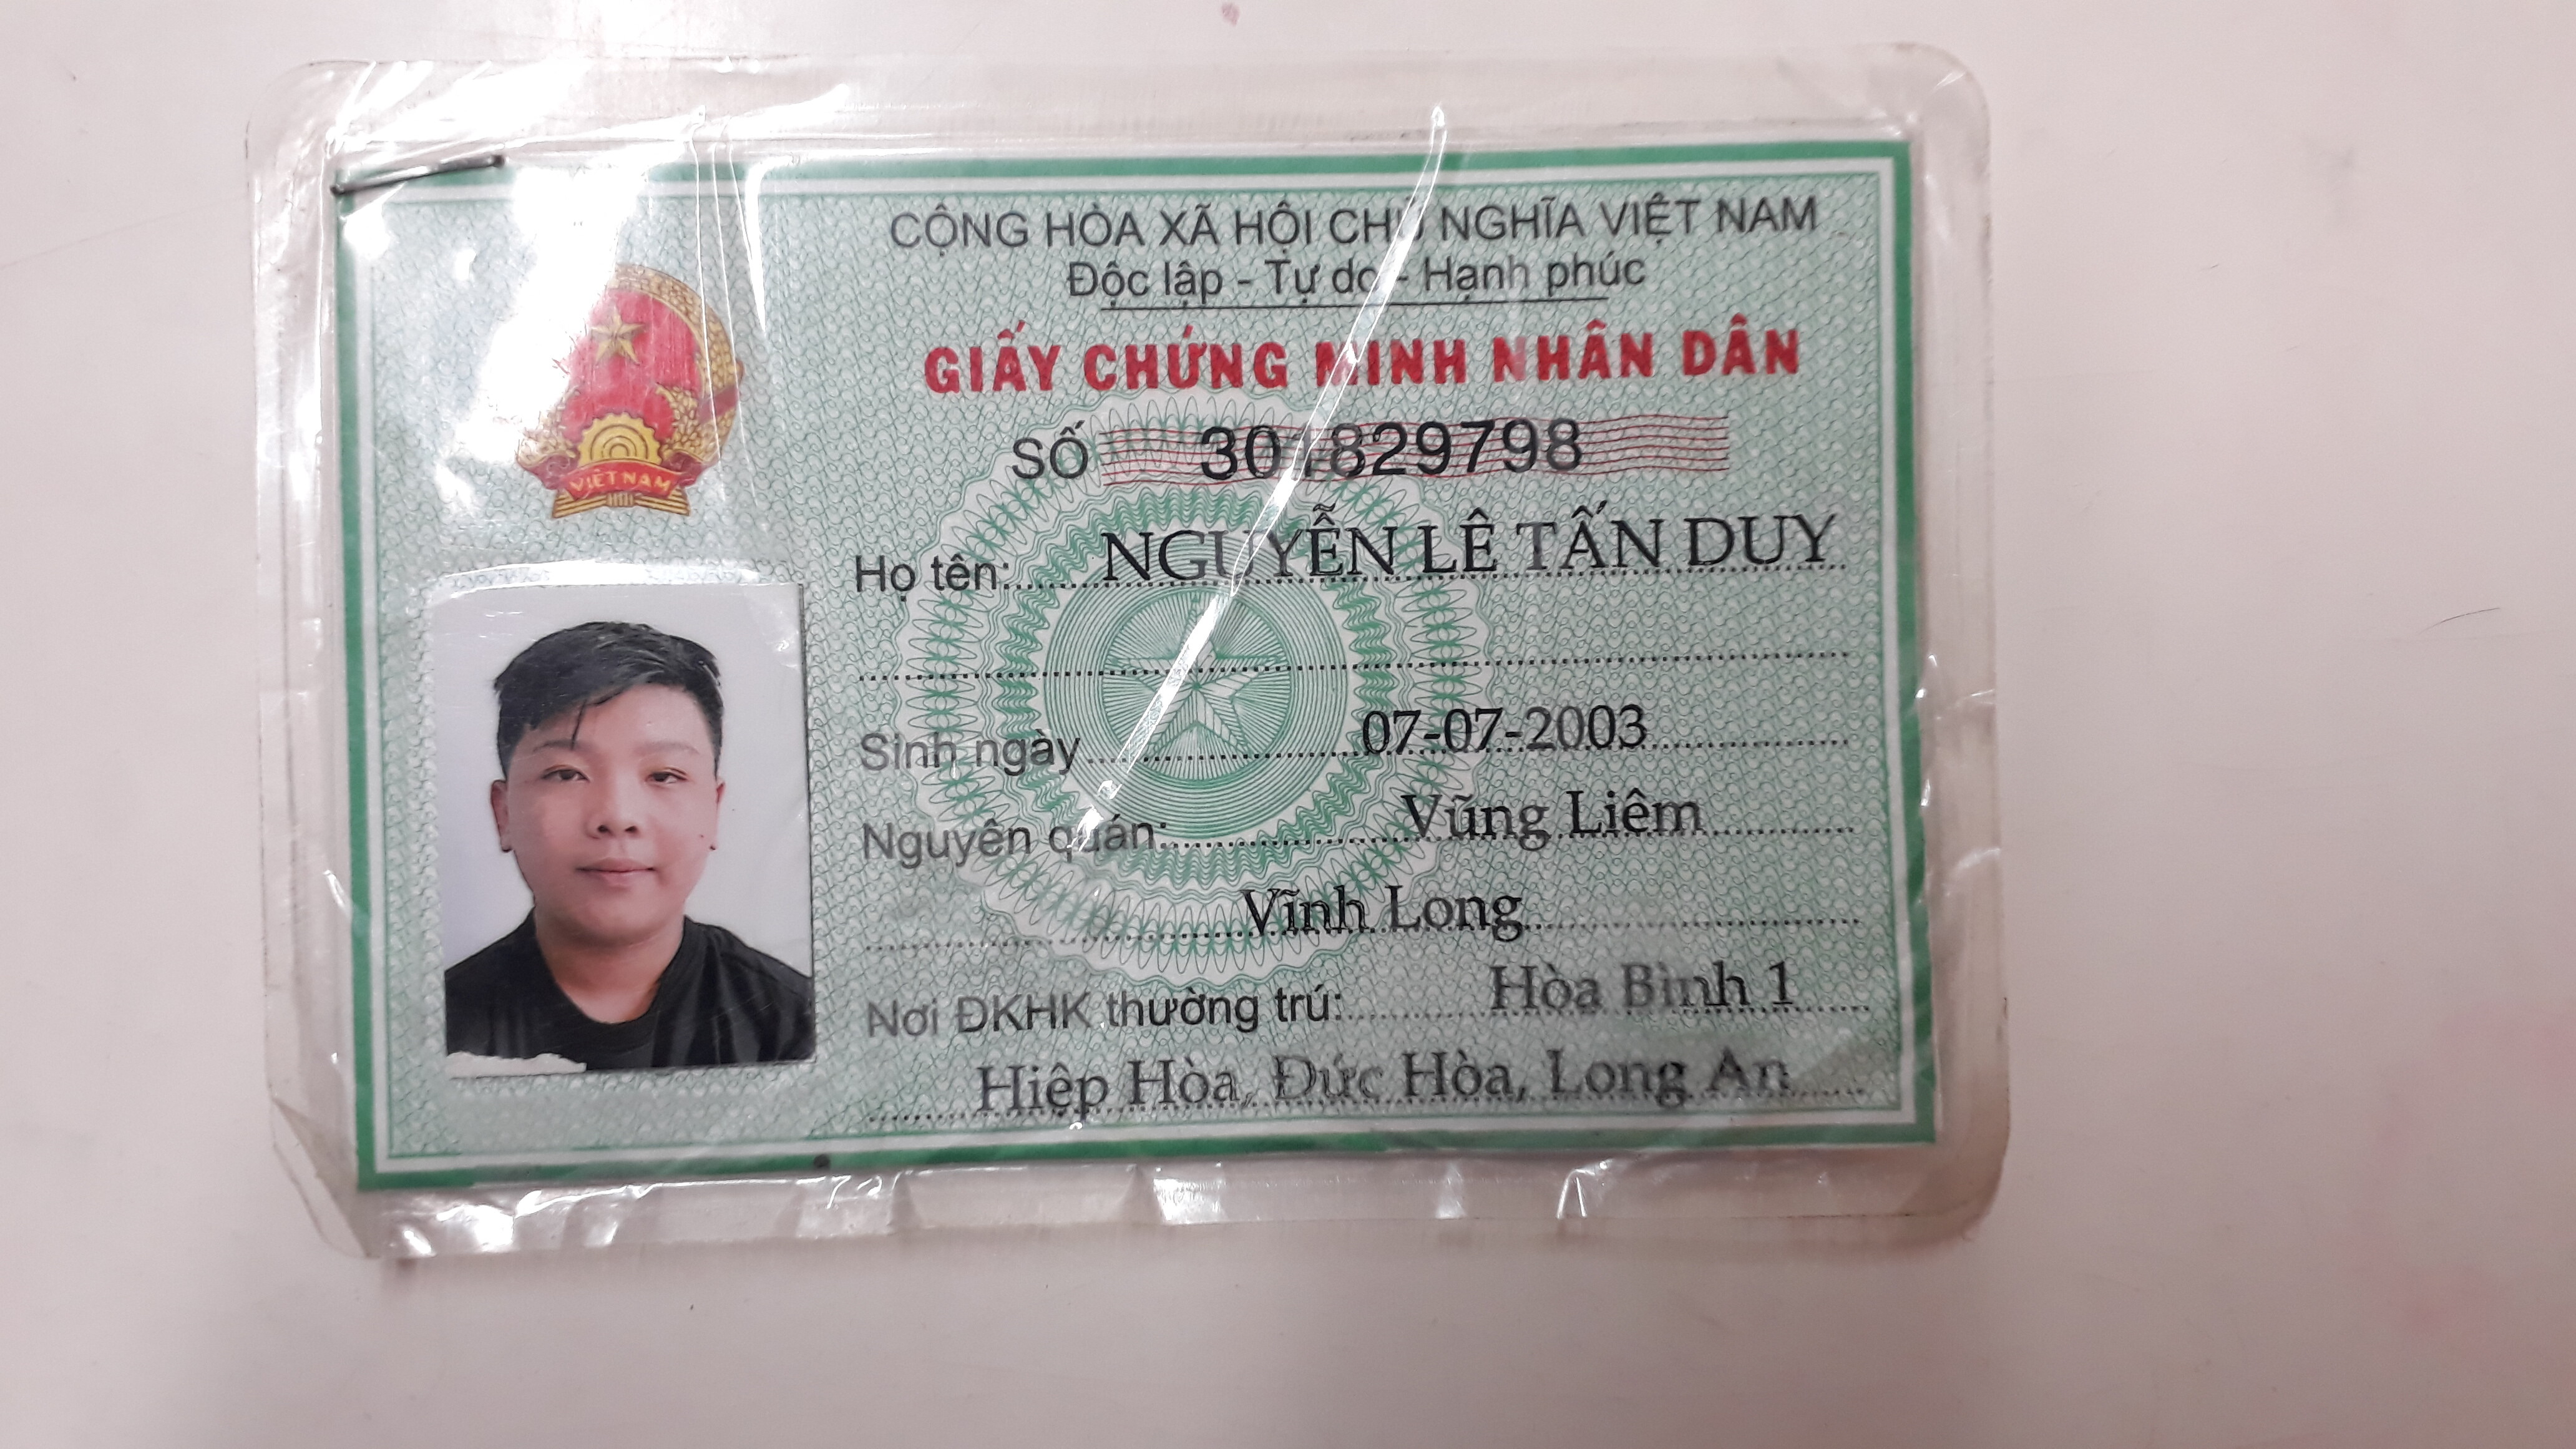 CỘNG HÒA XÃ HỘI CHỦ NGHĨA VIỆT NAM
Độc lập - Tự do - Hạnh phúc
GIẤY CHỨNG MINH NHÂN DÂN
VIỆT NAM
SỐ 301829798
Họ tên: NGUYỄN LÊ TẤN DUY
Sinh ngày 07-07-2003
Nguyên quán: Vũng Liêm
Vĩnh Long
Nơi ĐKHK thường trú: Hòa Bình 1
Hiệp Hòa, Đức Hòa, Long An